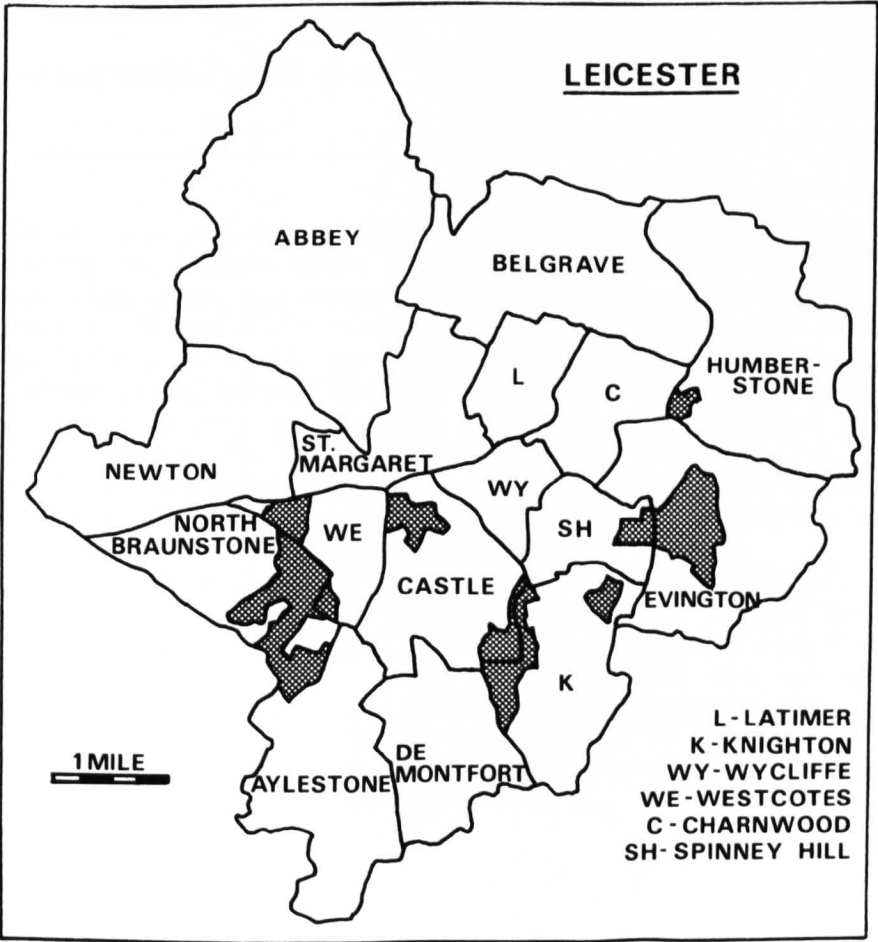 LEICESTER
ABBEY
BELGRAVE
HUMBER-
STONE
L
C
ST.
MARGARET
NEWTON
WY
NORTH
BRAUNSTONE
WE
SH
CASTLE
EVINGTON
K
L-LATIMER
K-KNIGHTON
WY-WYCLIFFE
WE-WESTCOTES
C-CHARNWOOD
SH-SPINNEY HILL
1 MILE
DE
MONTFORT
AYLESTONE